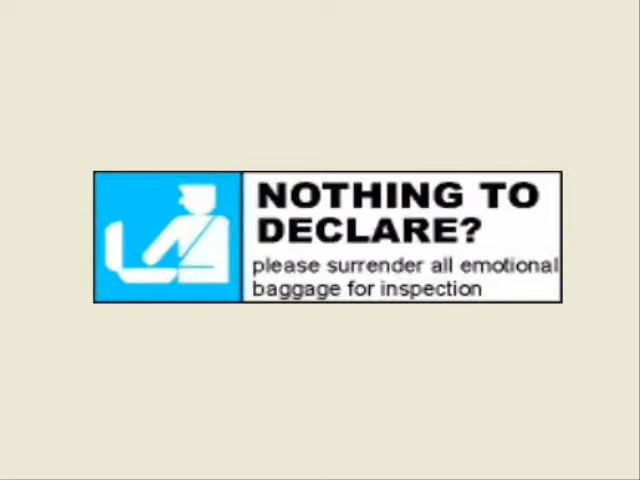 NOTHING TO
DECLARE?
please surrender all emotional
baggage for inspection